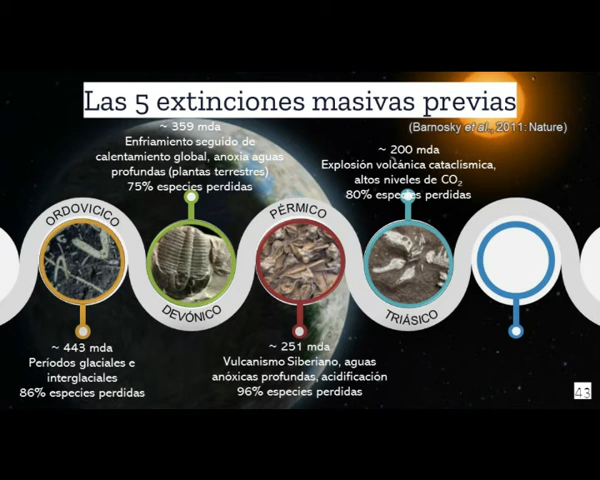 Las 5 extinciones masivas previas
(Barnosky et al., 2011: Nature)
~ 359 mda
Enfriamiento seguido de
calentamiento global, anoxia aguas
profundas (plantas terrestres)
75% especies perdidas
~ 200 mda
Explosión volcánica cataclísmica,
altos niveles de CO₂
80% especies perdidas
ORDOVICICO
DEVÓNICO
PÉRMICO
TRIÁSICO
~ 443 mda
Períodos glaciales e
interglaciales
86% especies perdidas
~ 251 mda
Vulcanismo Siberiano, aguas
anóxicas profundas, acidificación
96% especies perdidas
43